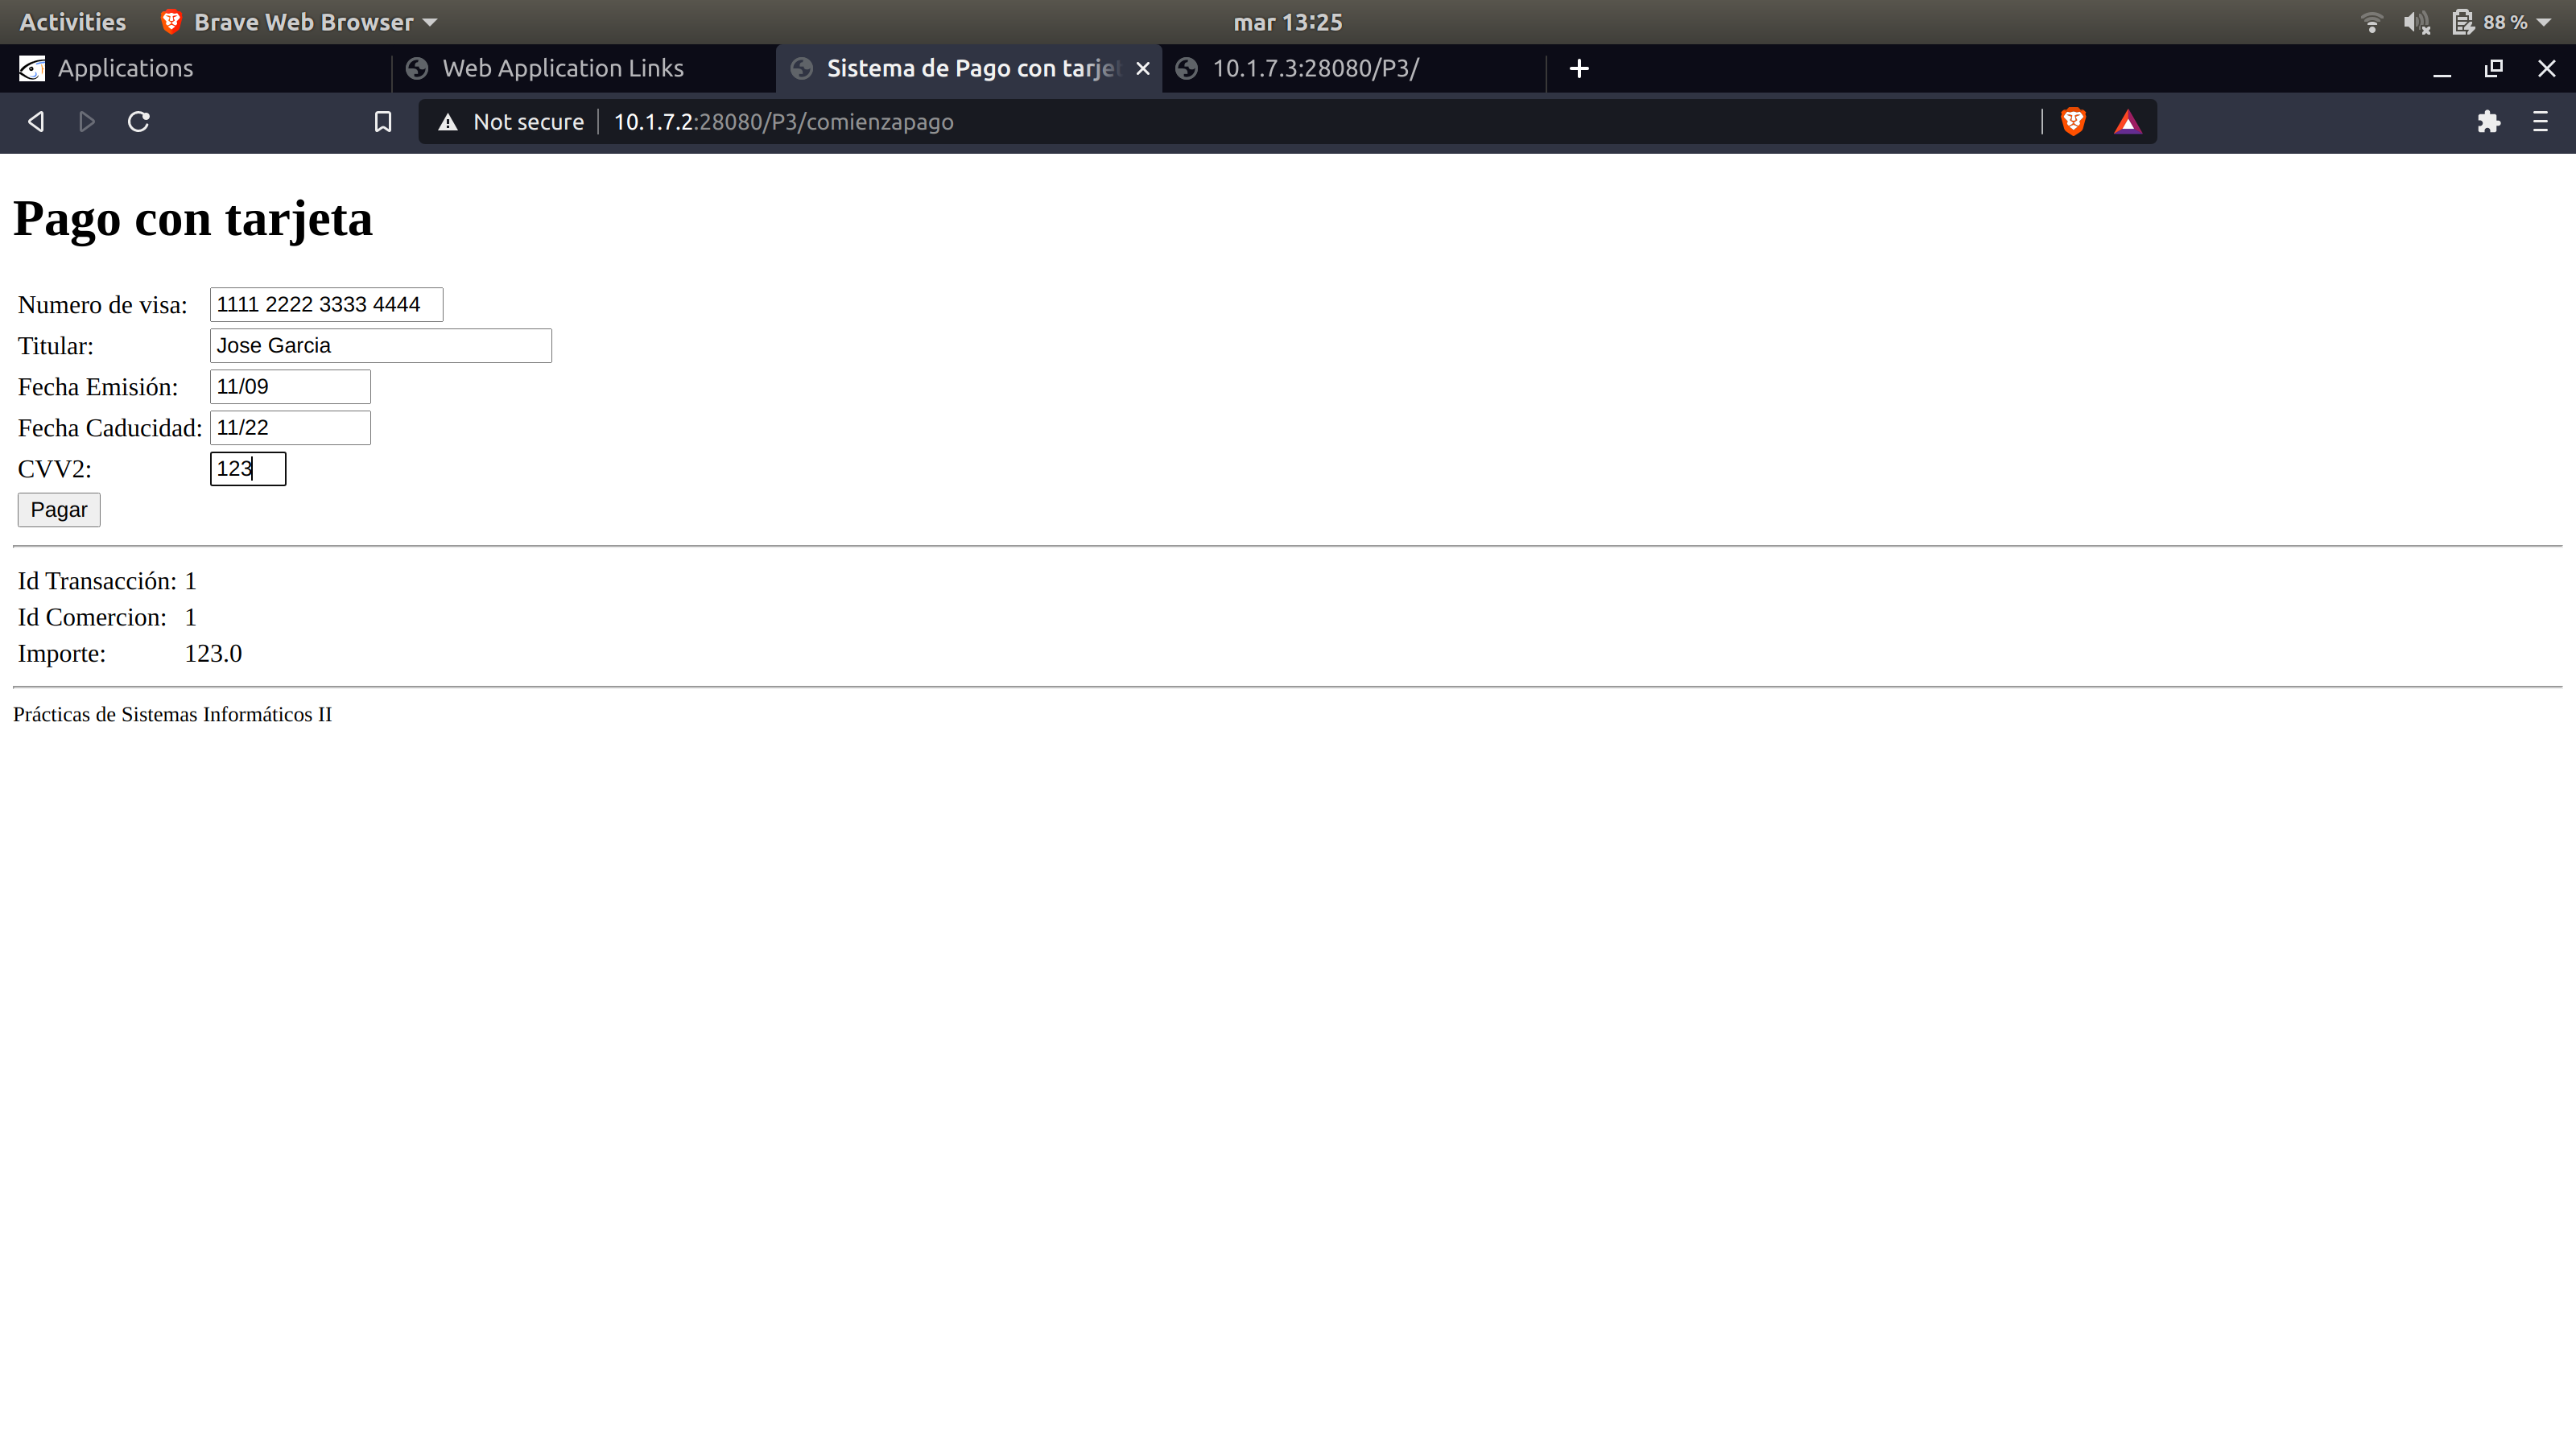 Activities Brave Web Browser mar 13:25 88 %
Applications Web Application Links Sistema de Pago con tarjet 10.1.7.3:28080/P3/
Not secure 10.1.7.2:28080/P3/comienzapago
Pago con tarjeta
Numero de visa: 1111 2222 3333 4444
Titular: Jose Garcia
Fecha Emisión: 11/09
Fecha Caducidad: 11/22
CVV2: 123
Pagar
Id Transacción: 1
Id Comercion: 1
Importe: 123.0
Prácticas de Sistemas Informáticos II